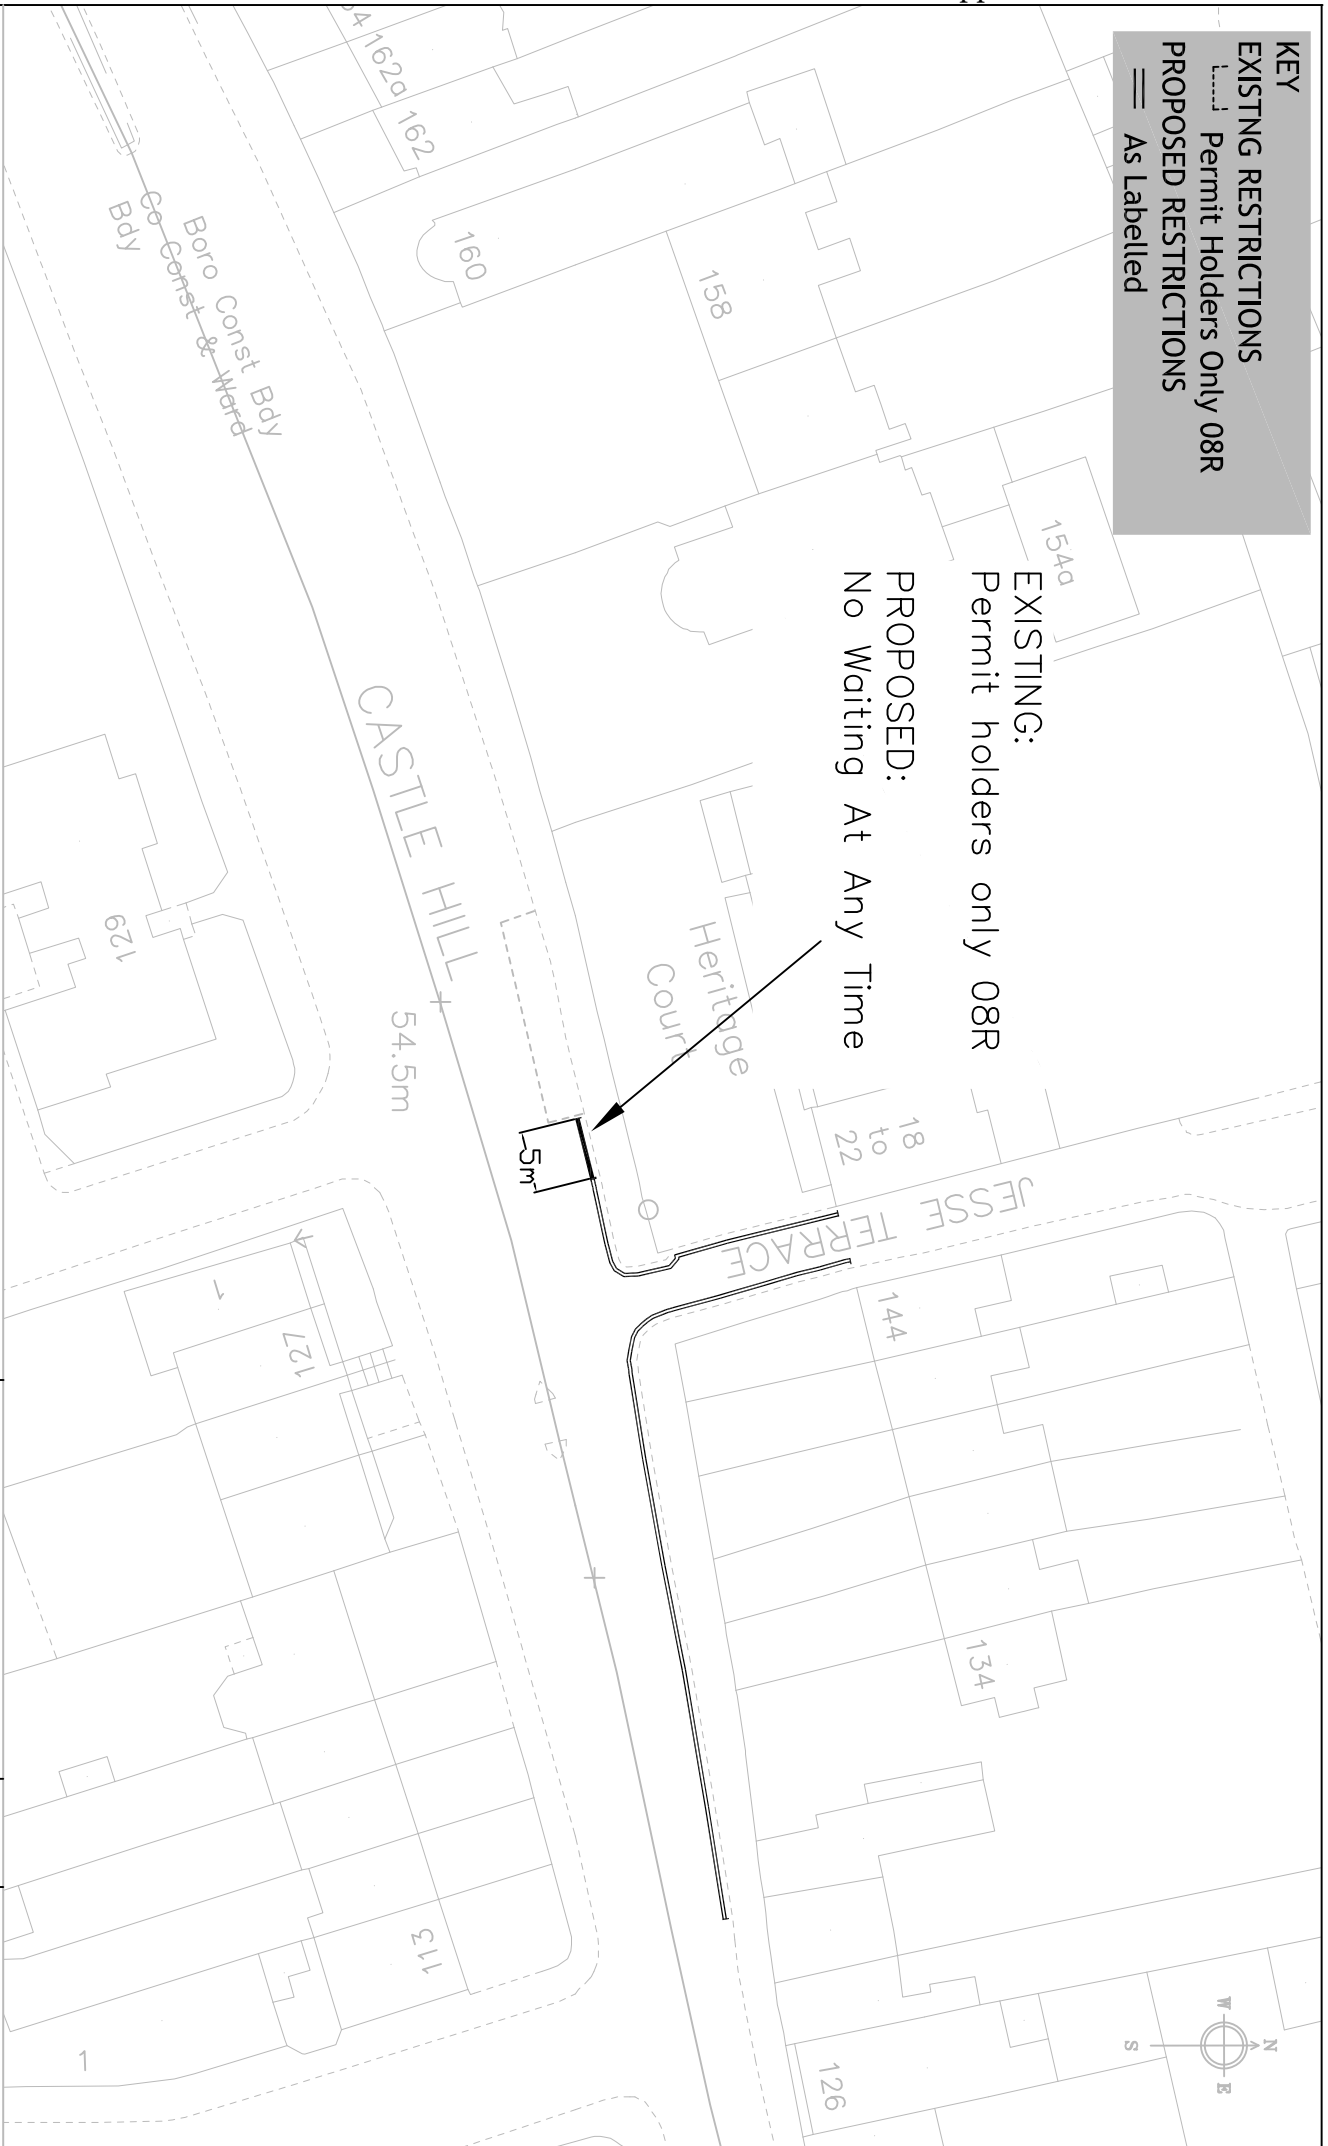 KEY
EXISTNG RESTRICTIONS
Permit Holders Only 08R
PROPOSED RESTRICTIONS
As Labelled
EXISTING:
Permit holders only 08R
PROPOSED:
No Waiting At Any Time
162a
162
160
158
154a
Boro Const Bdy
Co Const & Ward
Bdy
CASTLE HILL
54.5m
Heritage
Court
18
to
22
JESSE TERRACE
5m
144
134
126
129
1
127
113
1
N
W
E
S